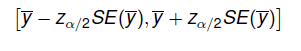 [y̅ − z_{α/2}SE(y̅), y̅ + z_{α/2}SE(y̅)]